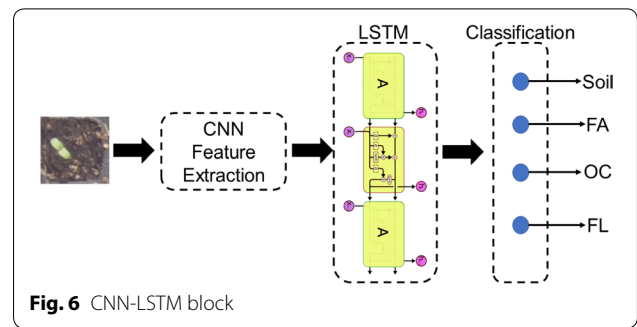 LSTM
Classification
CNN
Feature
Extraction
A
A
Soil
FA
OC
FL
Fig. 6 CNN-LSTM block